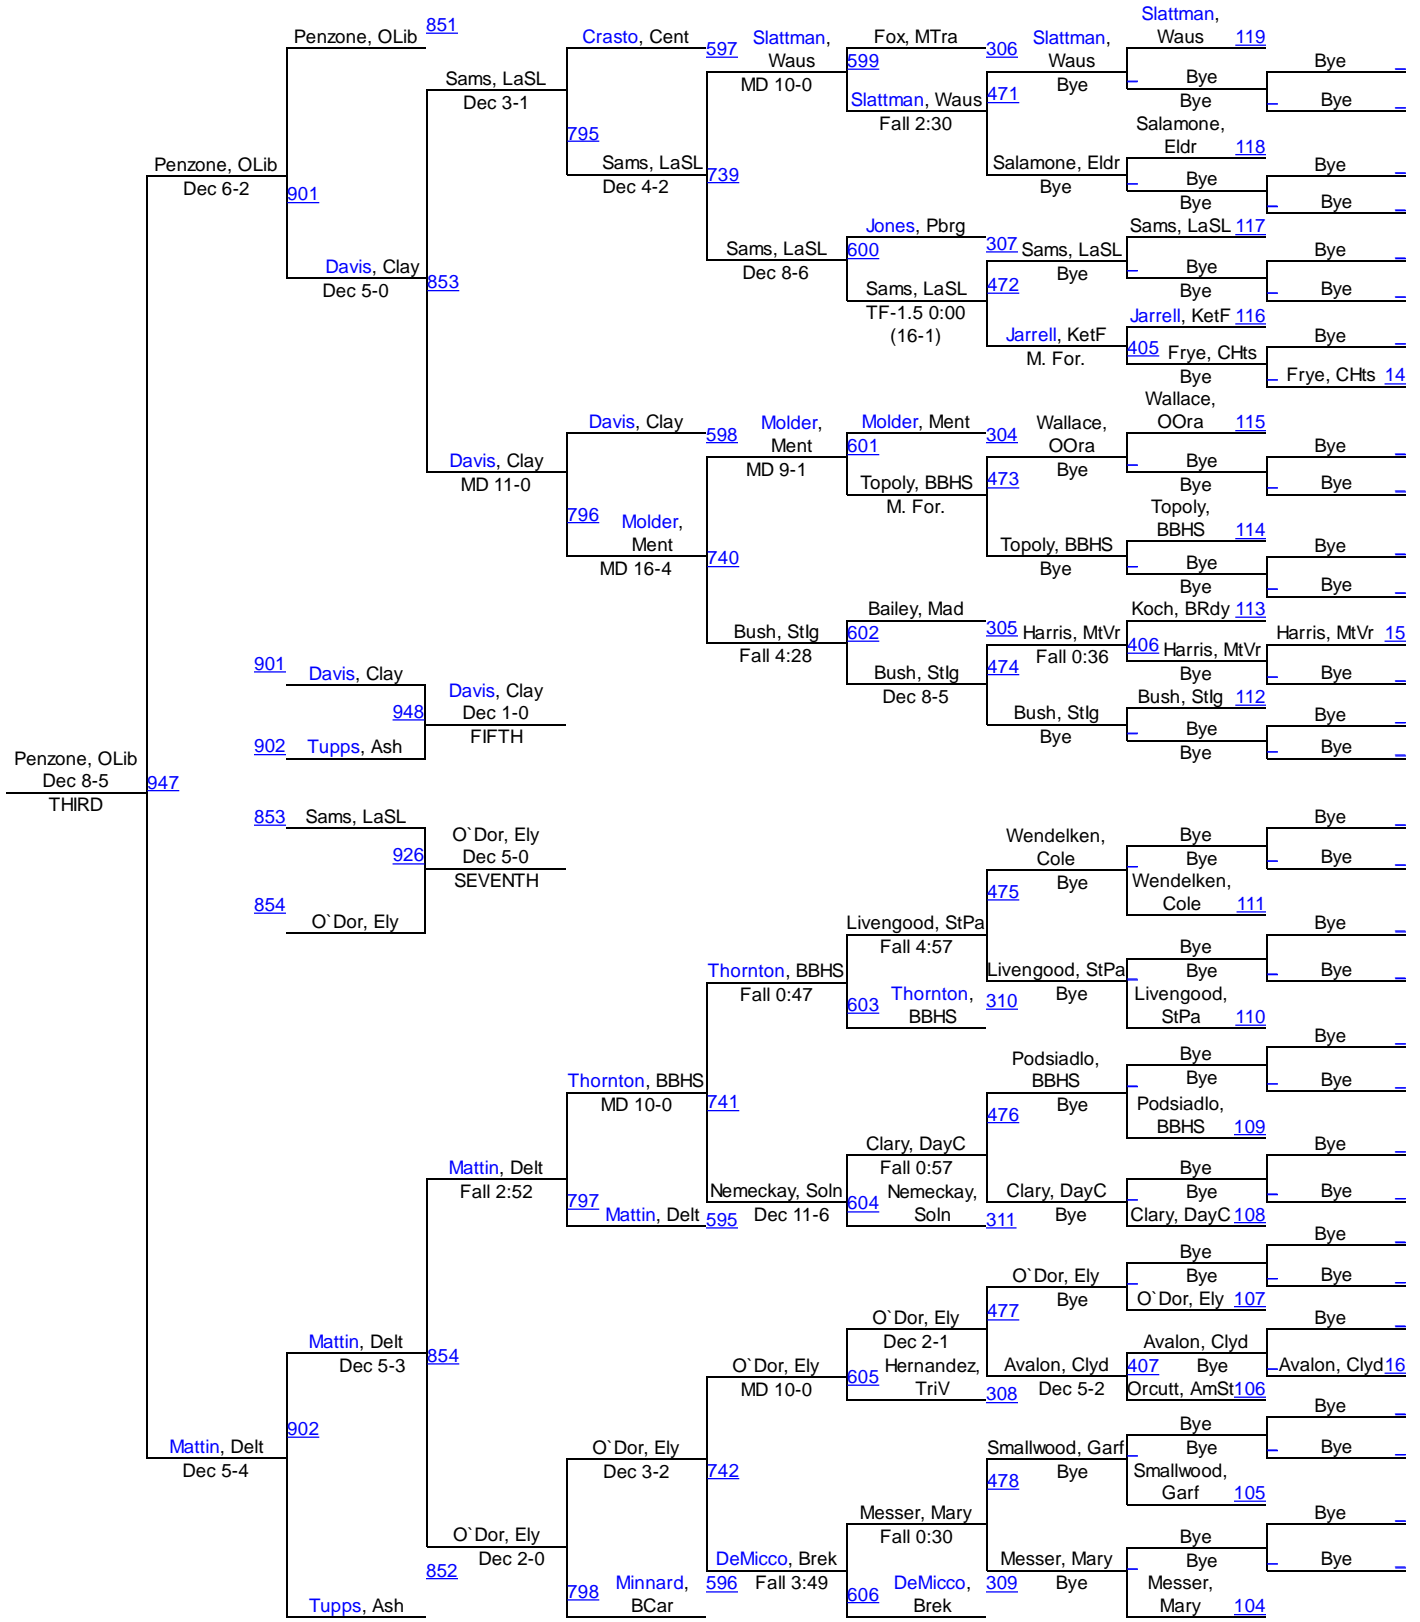 Penzone, OLib 851
Crasto, Cent 597
Slattman,
Waus
MD 10-0
Fox, MTra 306
Slattman,
Waus
Bye
Slattman,
Waus 119
Bye
Bye
Bye
Bye
Sams, LaSL
Dec 3-1
795
599
Slattman, Waus
Fall 2:30
471
Salamone,
Eldr 118
Sams, LaSL
Dec 4-2
739
Salamone, Eldr
Bye
Bye
Bye
Bye
Bye
Penzone, OLib
Dec 6-2
901
Jones, Pbrg 307
Sams, LaSL
Bye
Sams, LaSL 117
Bye
Bye
Bye
Bye
Sams, LaSL
Dec 8-6
600
Davis, Clay
Dec 5-0
853
Sams, LaSL
TF-1.5 0:00
(16-1)
472
Jarrell, KetF
M. For.
Jarrell, KetF 116
405 Frye, CHts
Bye
Bye
Frye, CHts 14
Davis, Clay 598
Molder,
Ment
MD 9-1
Molder, Ment 304
Wallace,
OOra
Bye
Wallace,
OOra 115
Bye
Bye
Bye
Bye
601
Davis, Clay
MD 11-0
Topoly, BBHS
M. For.
473
Topoly,
BBHS 114
796
Molder,
Ment
MD 16-4
740
Topoly, BBHS
Bye
Bye
Bye
Bye
Bye
Bailey, Mad 305
Harris, MtVr
Fall 0:36
Koch, BRdy 113
406 Harris, MtVr
Bye
Harris, MtVr 15
Bye
Bush, StIg
Fall 4:28
602
Bush, StIg
Dec 8-5
474
Bush, StIg
Bye
Bush, StIg 112
Bye
Bye
Bye
Bye
901
Davis, Clay
948
902 Tupps, Ash
Davis, Clay
Dec 1-0
FIFTH
Penzone, OLib
Dec 8-5
THIRD
947
853 Sams, LaSL
926
854
O`Dor, Ely
O`Dor, Ely
Dec 5-0
SEVENTH
Wendelken,
Cole
Bye
Bye
Bye
Wendelken,
Cole 111
Bye
Bye
475
Livengood, StPa
Fall 4:57
Thornton, BBHS
Fall 0:47
603 Thornton,
BBHS 310
Livengood, StPa
Bye
Bye
Bye
Livengood,
StPa 110
Bye
Bye
Thornton, BBHS
MD 10-0
741
Podsiadlo,
BBHS
Bye
476
Bye
Bye
Podsiadlo,
BBHS 109
Bye
Bye
Mattin, Delt
Fall 2:52
797
Mattin, Delt 595
Nemeckay, Soln
Dec 11-6
Clary, DayC
Fall 0:57
604 Nemeckay,
Soln 311
Clary, DayC
Bye
Bye
Bye
Clary, DayC 108
Bye
Bye
Mattin, Delt
Dec 5-3
854
O`Dor, Ely
MD 10-0
O`Dor, Ely
Dec 2-1
605 Hernandez,
TriV 308
O`Dor, Ely
Bye
477
Bye
Bye
O`Dor, Ely 107
Bye
Bye
Avalon, Clyd
Dec 5-2
Avalon, Clyd
407 Bye
Orcutt, AmSt 106
Bye
Avalon, Clyd 16
Mattin, Delt
Dec 5-4
902
O`Dor, Ely
Dec 3-2
742
Smallwood, Garf
Bye
478
Bye
Bye
Smallwood,
Garf 105
Bye
Bye
O`Dor, Ely
Dec 2-0
852
Tupps, Ash
798 Minnard,
BCar
596
DeMicco, Brek
Fall 3:49
Messer, Mary
Fall 0:30
606 DeMicco,
Brek
309
Messer, Mary
Bye
Bye
Bye
Messer,
Mary 104
Bye
Bye